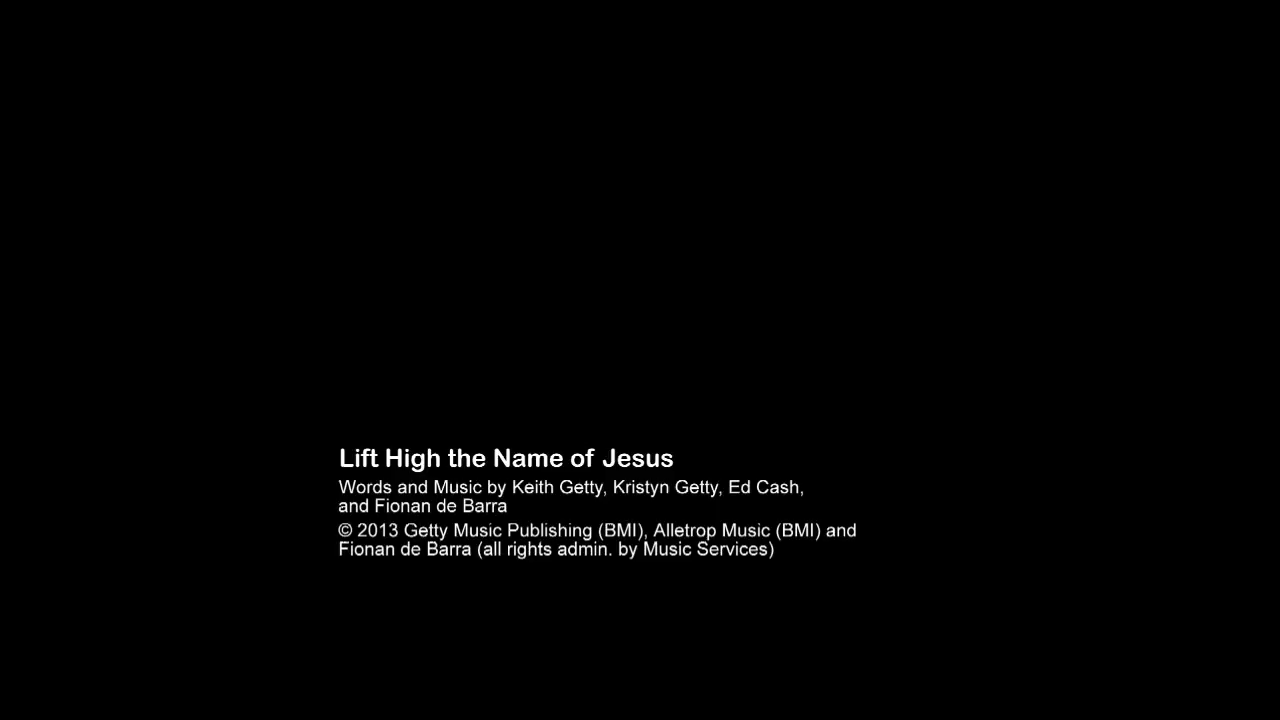 Lift High the Name of Jesus
Words and Music by Keith Getty, Kristyn Getty, Ed Cash,
and Fionan de Barra
© 2013 Getty Music Publishing (BMI), Alletrop Music (BMI) and
Fionan de Barra (all rights admin. by Music Services)